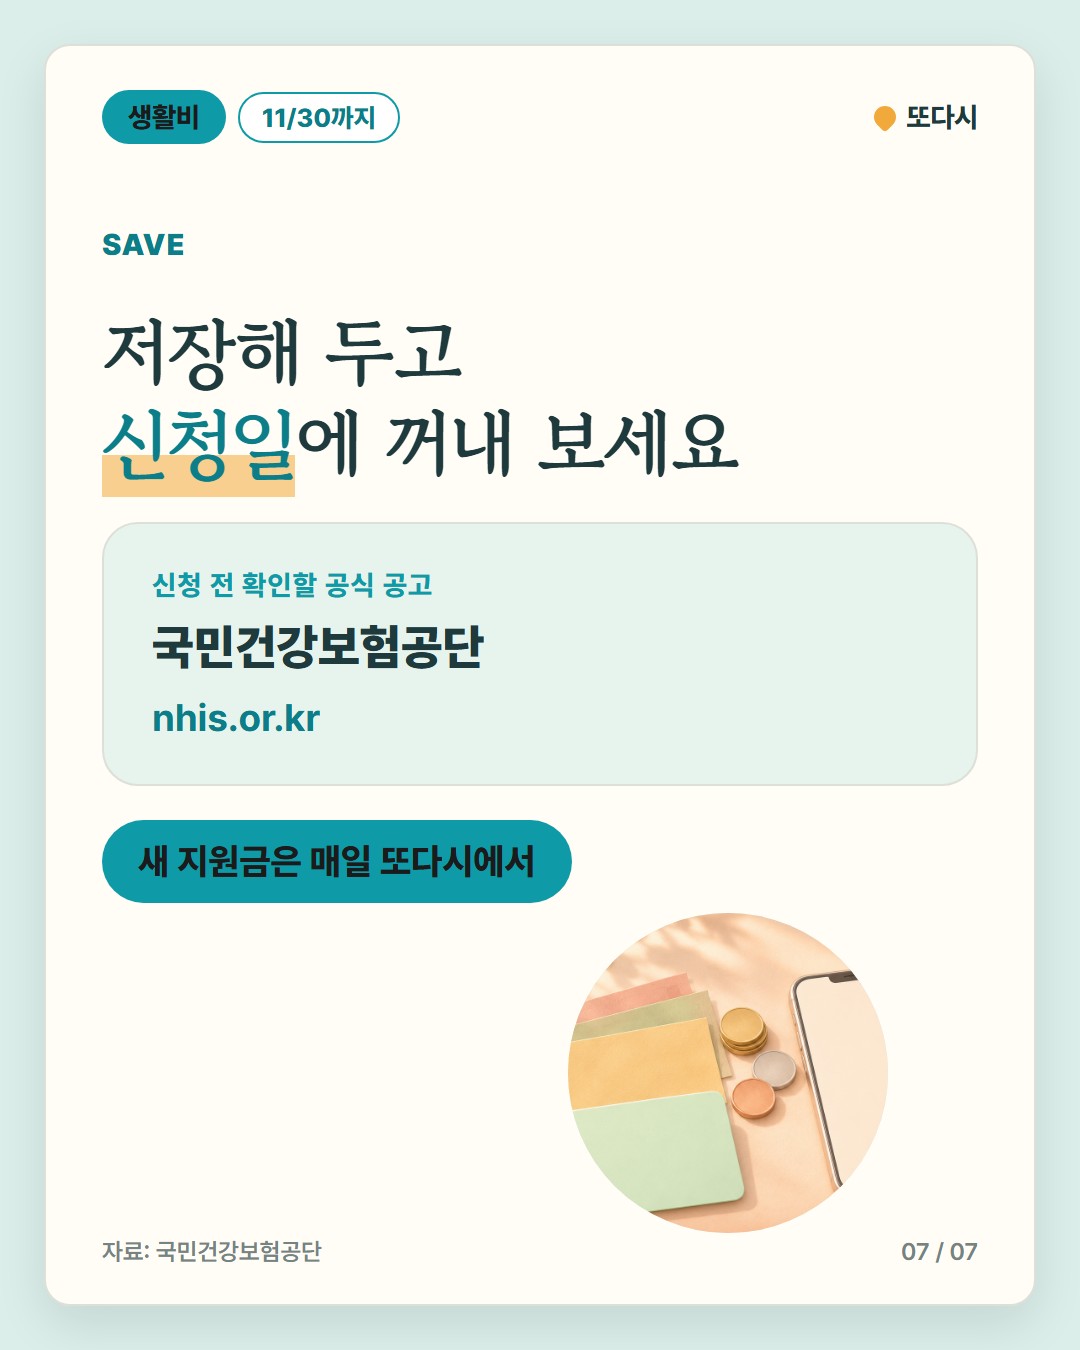 생활비
11/30까지
또다시
SAVE
저장해 두고
신청일에 꺼내 보세요
신청 전 확인할 공식 공고
국민건강보험공단
nhis.or.kr
새 지원금은 매일 또다시에서
자료: 국민건강보험공단
07 / 07